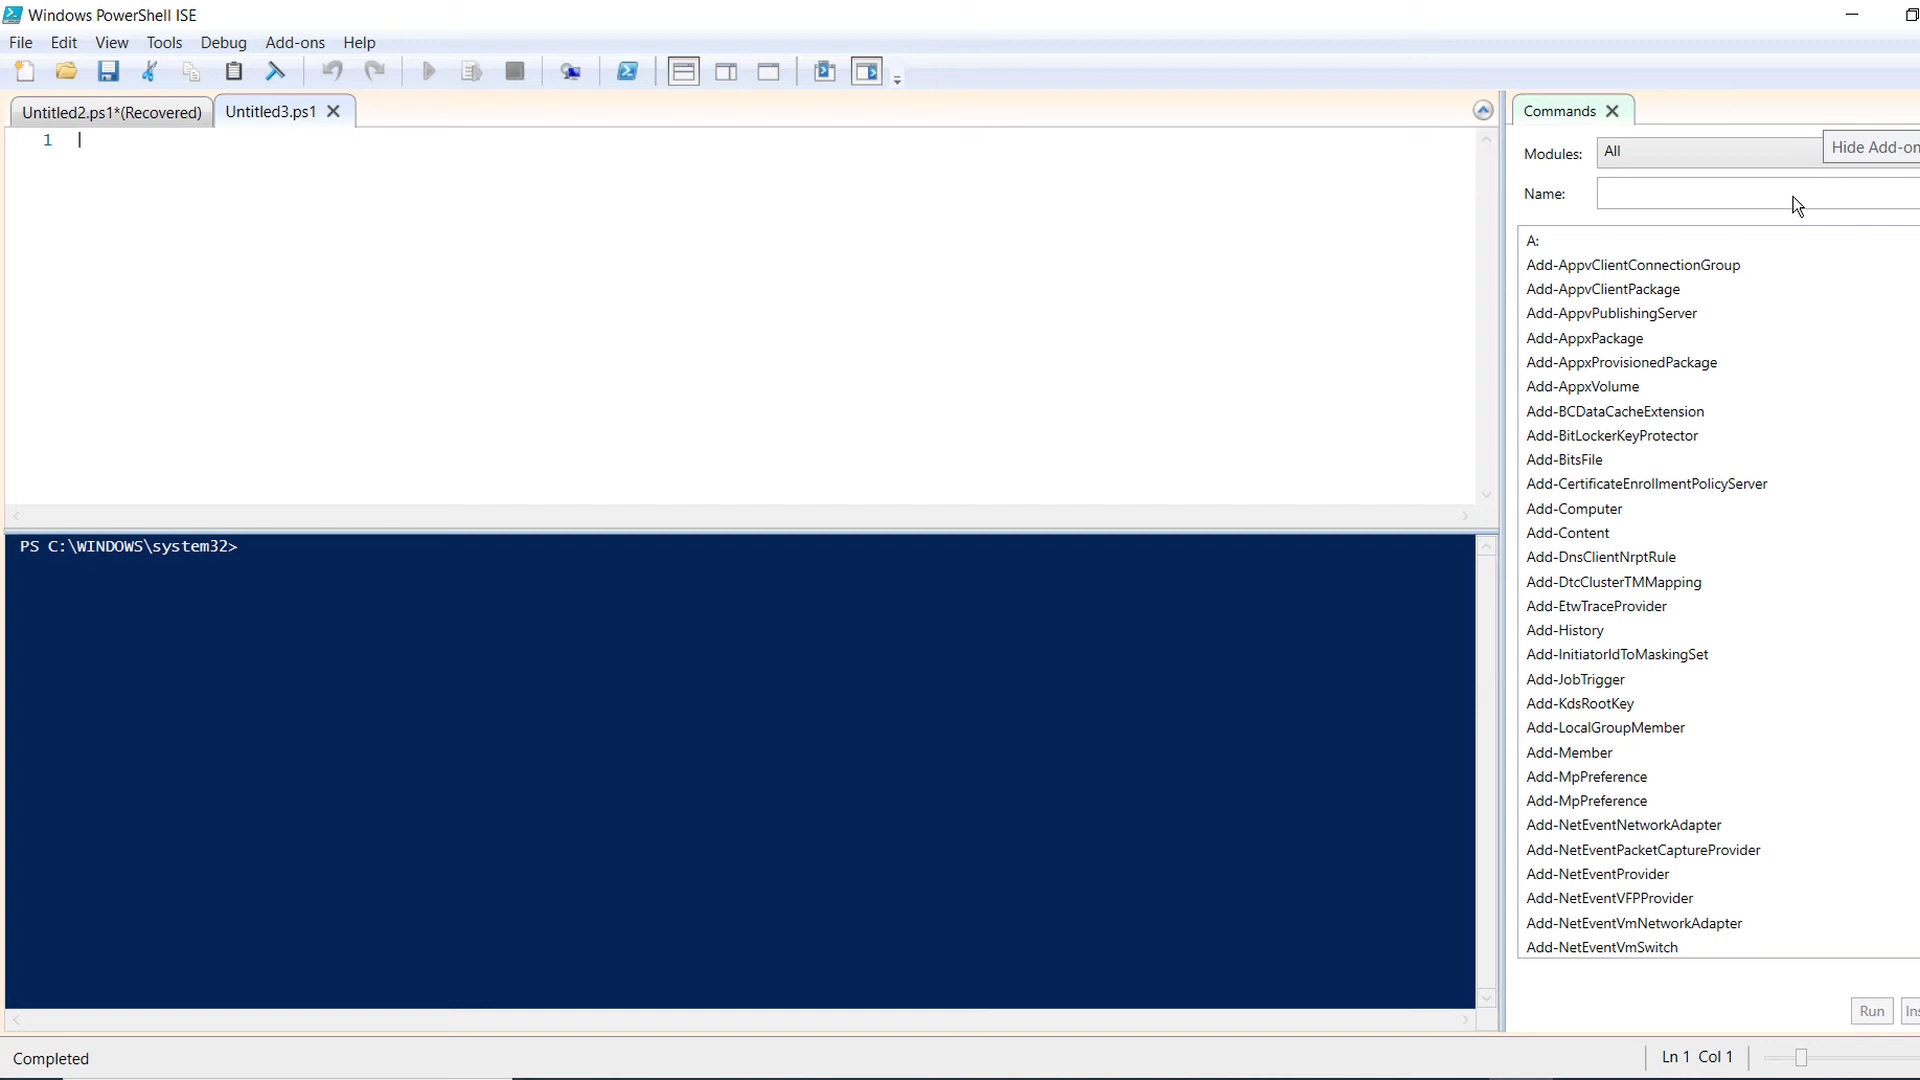 Windows PowerShell ISE
File Edit View Tools Debug Add-ons Help
Untitled2.ps1*(Recovered) Untitled3.ps1
1
PS C:\WINDOWS\system32>
Commands
Modules: All
Hide Add-on
Name:
A:
Add-AppvClientConnectionGroup
Add-AppvClientPackage
Add-AppvPublishingServer
Add-AppxPackage
Add-AppxProvisionedPackage
Add-AppxVolume
Add-BCDataCacheExtension
Add-BitLockerKeyProtector
Add-BitsFile
Add-CertificateEnrollmentPolicyServer
Add-Computer
Add-Content
Add-DnsClientNrptRule
Add-DtcClusterTMMapping
Add-EtwTraceProvider
Add-History
Add-InitiatorIdToMaskingSet
Add-JobTrigger
Add-KdsRootKey
Add-LocalGroupMember
Add-Member
Add-MpPreference
Add-MpPreference
Add-NetEventNetworkAdapter
Add-NetEventPacketCaptureProvider
Add-NetEventProvider
Add-NetEventVFPProvider
Add-NetEventVmNetworkAdapter
Add-NetEventVmSwitch
Run Ins
Completed
Ln 1 Col 1